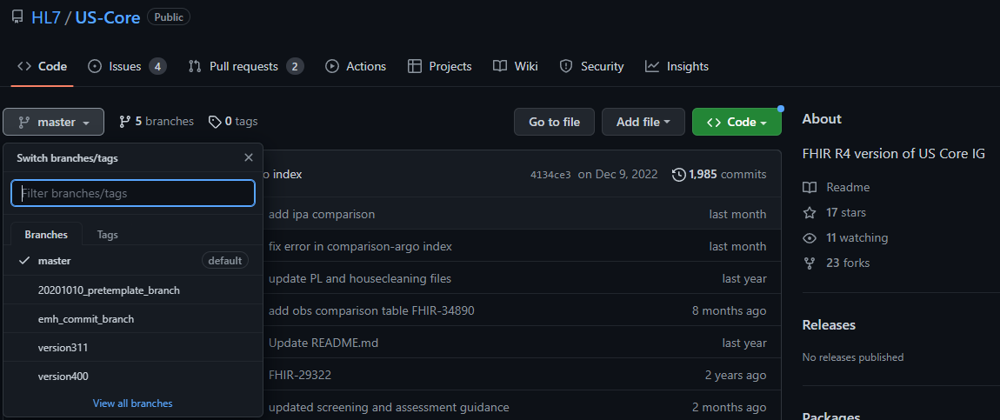 HL7 / US-Core Public
Code Issues 4 Pull requests 2 Actions Projects Wiki Security Insights
master 5 branches 0 tags Go to file Add file Code
Switch branches/tags
Filter branches/tags
Branches Tags
master default
20201010_pretemplate_branch
emh_commit_branch
version311
version400
View all branches
o index 4134ce3 on Dec 9, 2022 1,985 commits
add ipa comparison last month
fix error in comparison-argo index last month
update PL and housecleaning files last year
add obs comparison table FHIR-34890 8 months ago
Update README.md last year
FHIR-29322 2 years ago
updated screening and assessment guidance 2 months ago
About
FHIR R4 version of US Core IG
Readme
17 stars
11 watching
23 forks
Releases
No releases published
Packages